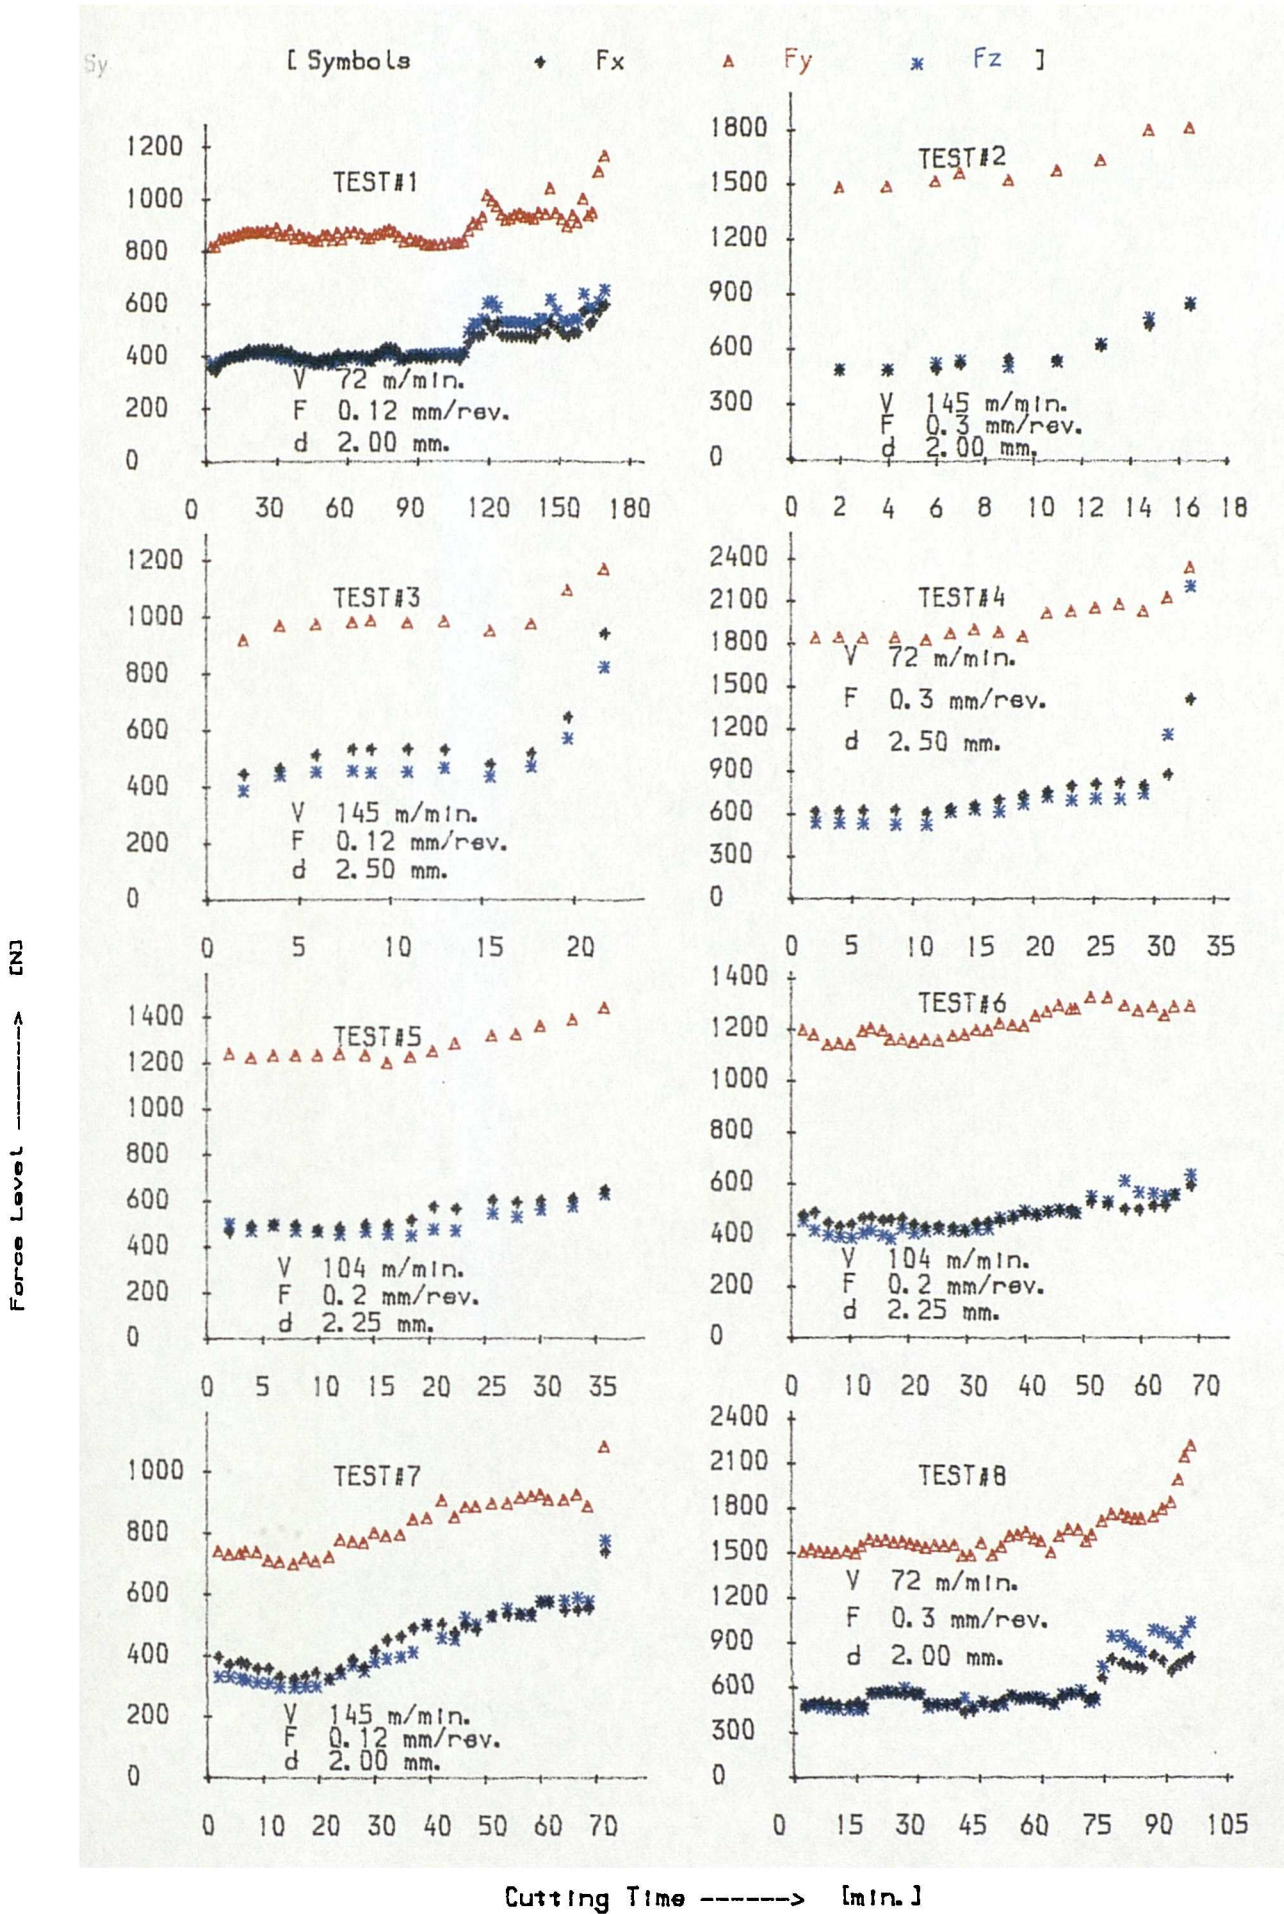 Sy [ Symbols + Fx △ Fy * Fz ]
TEST#1
1200
1000
800
600
400
200
0
V 72 m/min.
F 0.12 mm/rev.
d 2.00 mm.
0 30 60 90 120 150 180
TEST#2
1800
1500
1200
900
600
300
0
V 145 m/min.
F 0.3 mm/rev.
d 2.00 mm.
0 2 4 6 8 10 12 14 16 18
TEST#3
1200
1000
800
600
400
200
0
V 145 m/min.
F 0.12 mm/rev.
d 2.50 mm.
0 5 10 15 20
TEST#4
2400
2100
1800
1500
1200
900
600
300
0
V 72 m/min.
F 0.3 mm/rev.
d 2.50 mm.
0 5 10 15 20 25 30 35
TEST#5
1400
1200
1000
800
600
400
200
0
V 104 m/min.
F 0.2 mm/rev.
d 2.25 mm.
0 5 10 15 20 25 30 35
TEST#6
1400
1200
1000
800
600
400
200
0
V 104 m/min.
F 0.2 mm/rev.
d 2.25 mm.
0 10 20 30 40 50 60 70
TEST#7
1000
800
600
400
200
0
V 145 m/min.
F 0.12 mm/rev.
d 2.00 mm.
0 10 20 30 40 50 60 70
TEST#8
2400
2100
1800
1500
1200
900
600
300
0
V 72 m/min.
F 0.3 mm/rev.
d 2.00 mm.
0 15 30 45 60 75 90 105
Force Level ------> [N]
Cutting Time ------> [min.]